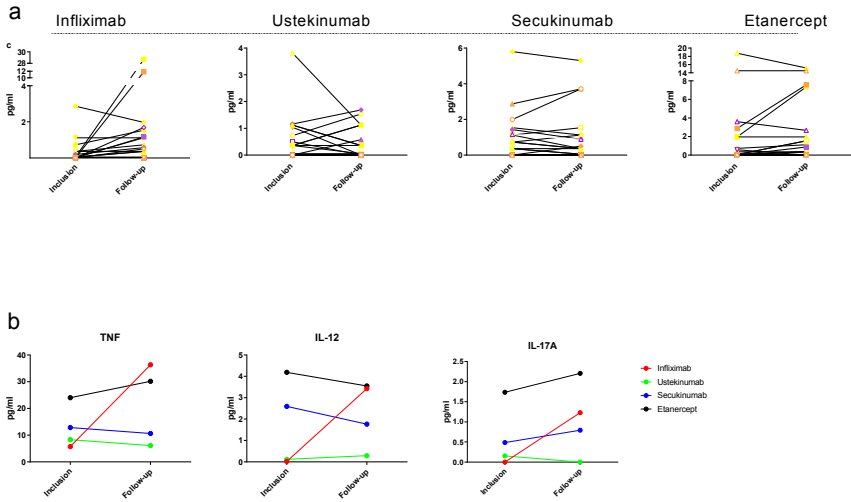 a
Infliximab Ustekinumab Secukinumab Etanercept
c
pg/ml
30
28
12
10
4
2
Inclusion Follow-up
pg/ml
4
3
2
1
0
Inclusion Follow-up
pg/ml
6
4
2
0
Inclusion Follow-up
pg/ml
20
18
16
14
8
6
4
2
0
Inclusion Follow-up
b
TNF
pg/ml
40
30
20
10
0
Inclusion Follow-up
IL-12
pg/ml
5
4
3
2
1
0
Inclusion Follow-up
IL-17A
pg/ml
2.5
2.0
1.5
1.0
0.5
0.0
Inclusion Follow-up
Infliximab
Ustekinumab
Secukinumab
Etanercept